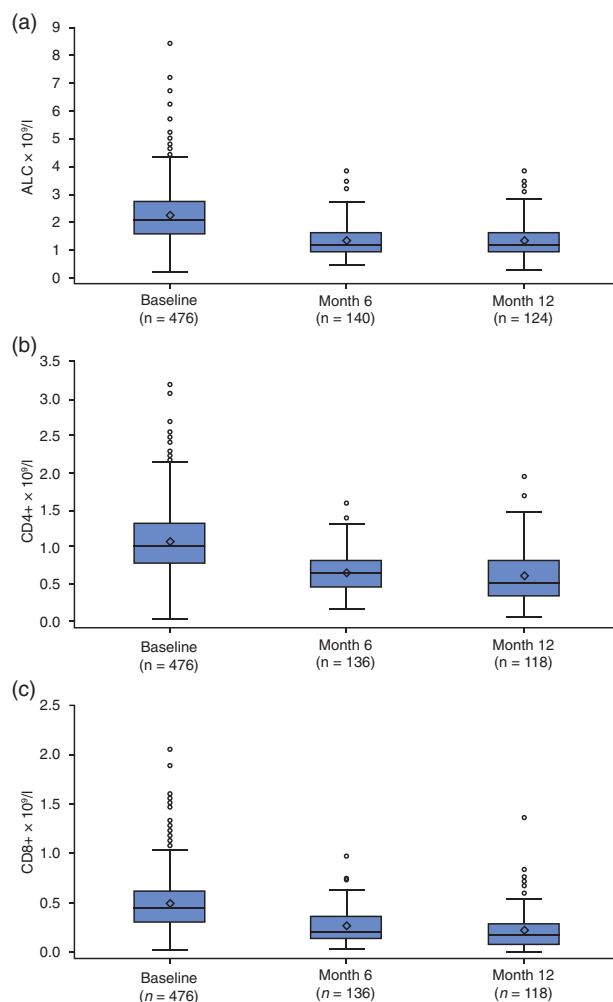 (a)
ALC × 10⁹/l
9
8
7
6
5
4
3
2
1
0
Baseline Month 6 Month 12
(n = 476) (n = 140) (n = 124)
(b)
CD4+ × 10⁹/l
3.5
3.0
2.5
2.0
1.5
1.0
0.5
0.0
Baseline Month 6 Month 12
(n = 476) (n = 136) (n = 118)
(c)
CD8+ × 10⁹/l
2.5
2.0
1.5
1.0
0.5
0.0
Baseline Month 6 Month 12
(n = 476) (n = 136) (n = 118)